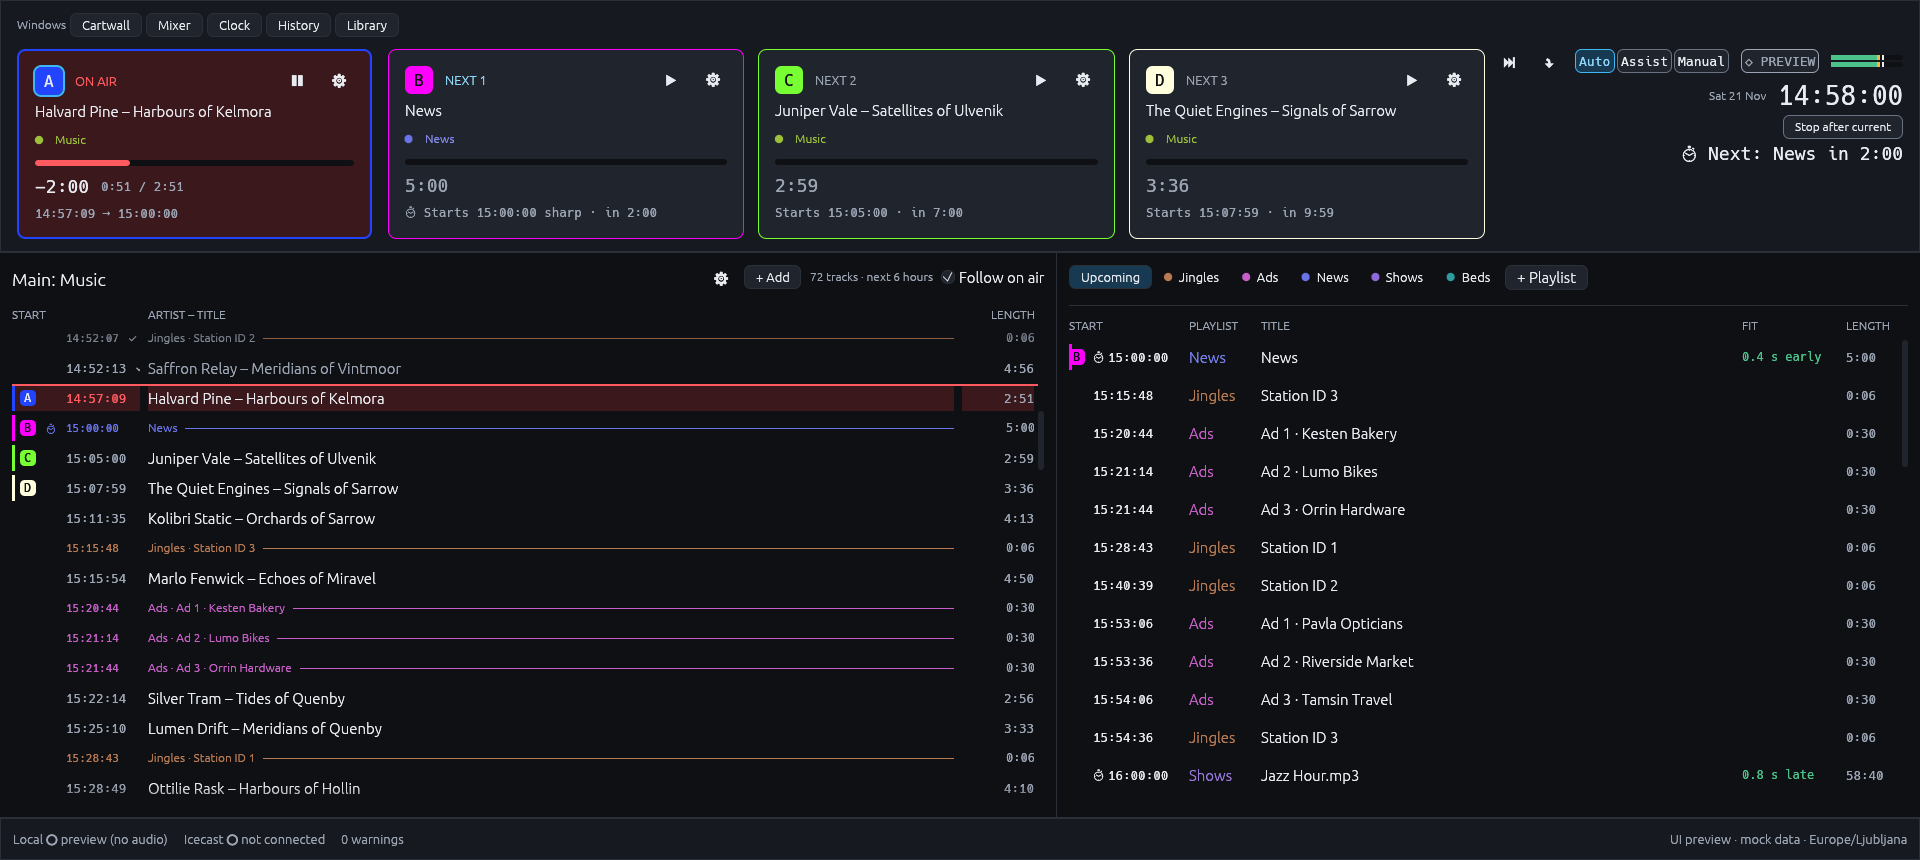 Windows Cartwall Mixer Clock History Library
A ON AIR
Halvard Pine – Harbours of Kelmora
Music
−2:00 0:51 / 2:51
14:57:09 → 15:00:00
B NEXT 1
News
News
5:00
Starts 15:00:00 sharp · in 2:00
C NEXT 2
Juniper Vale – Satellites of Ulvenik
Music
2:59
Starts 15:05:00 · in 7:00
D NEXT 3
The Quiet Engines – Signals of Sarrow
Music
3:36
Starts 15:07:59 · in 9:59
Auto Assist Manual ◇ PREVIEW
Sat 21 Nov 14:58:00
Stop after current
Next: News in 2:00
Main: Music + Add 72 tracks · next 6 hours Follow on air
START ARTIST – TITLE LENGTH
14:52:07 ✓ Jingles · Station ID 2 0:06
14:52:13 Saffron Relay – Meridians of Vintmoor 4:56
A 14:57:09 Halvard Pine – Harbours of Kelmora 2:51
B 15:00:00 News 5:00
C 15:05:00 Juniper Vale – Satellites of Ulvenik 2:59
D 15:07:59 The Quiet Engines – Signals of Sarrow 3:36
15:11:35 Kolibri Static – Orchards of Sarrow 4:13
15:15:48 Jingles · Station ID 3 0:06
15:15:54 Marlo Fenwick – Echoes of Miravel 4:50
15:20:44 Ads · Ad 1 · Kesten Bakery 0:30
15:21:14 Ads · Ad 2 · Lumo Bikes 0:30
15:21:44 Ads · Ad 3 · Orrin Hardware 0:30
15:22:14 Silver Tram – Tides of Quenby 2:56
15:25:10 Lumen Drift – Meridians of Quenby 3:33
15:28:43 Jingles · Station ID 1 0:06
15:28:49 Ottilie Rask – Harbours of Hollin 4:10
Upcoming Jingles Ads News Shows Beds + Playlist
START PLAYLIST TITLE FIT LENGTH
B 15:00:00 News News 0.4 s early 5:00
15:15:48 Jingles Station ID 3 0:06
15:20:44 Ads Ad 1 · Kesten Bakery 0:30
15:21:14 Ads Ad 2 · Lumo Bikes 0:30
15:21:44 Ads Ad 3 · Orrin Hardware 0:30
15:28:43 Jingles Station ID 1 0:06
15:40:39 Jingles Station ID 2 0:06
15:53:06 Ads Ad 1 · Pavla Opticians 0:30
15:53:36 Ads Ad 2 · Riverside Market 0:30
15:54:06 Ads Ad 3 · Tamsin Travel 0:30
15:54:36 Jingles Station ID 3 0:06
16:00:00 Shows Jazz Hour.mp3 0.8 s late 58:40
Local preview (no audio) Icecast not connected 0 warnings
UI preview · mock data · Europe/Ljubljana